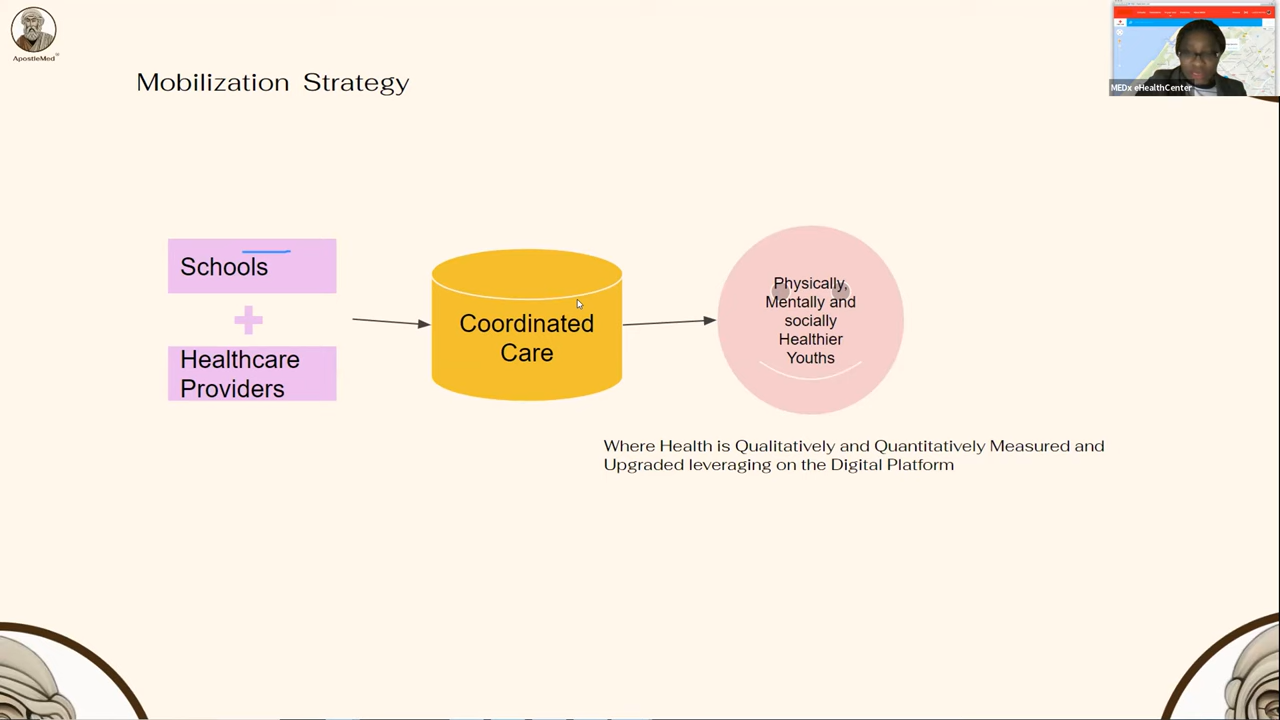 ApostleMed
Mobilization Strategy
MEDx eHealthCenter
Schools
Healthcare
Providers
Coordinated
Care
Physically,
Mentally and
socially
Healthier
Youths
Where Health is Qualitatively and Quantitatively Measured and
Upgraded leveraging on the Digital Platform